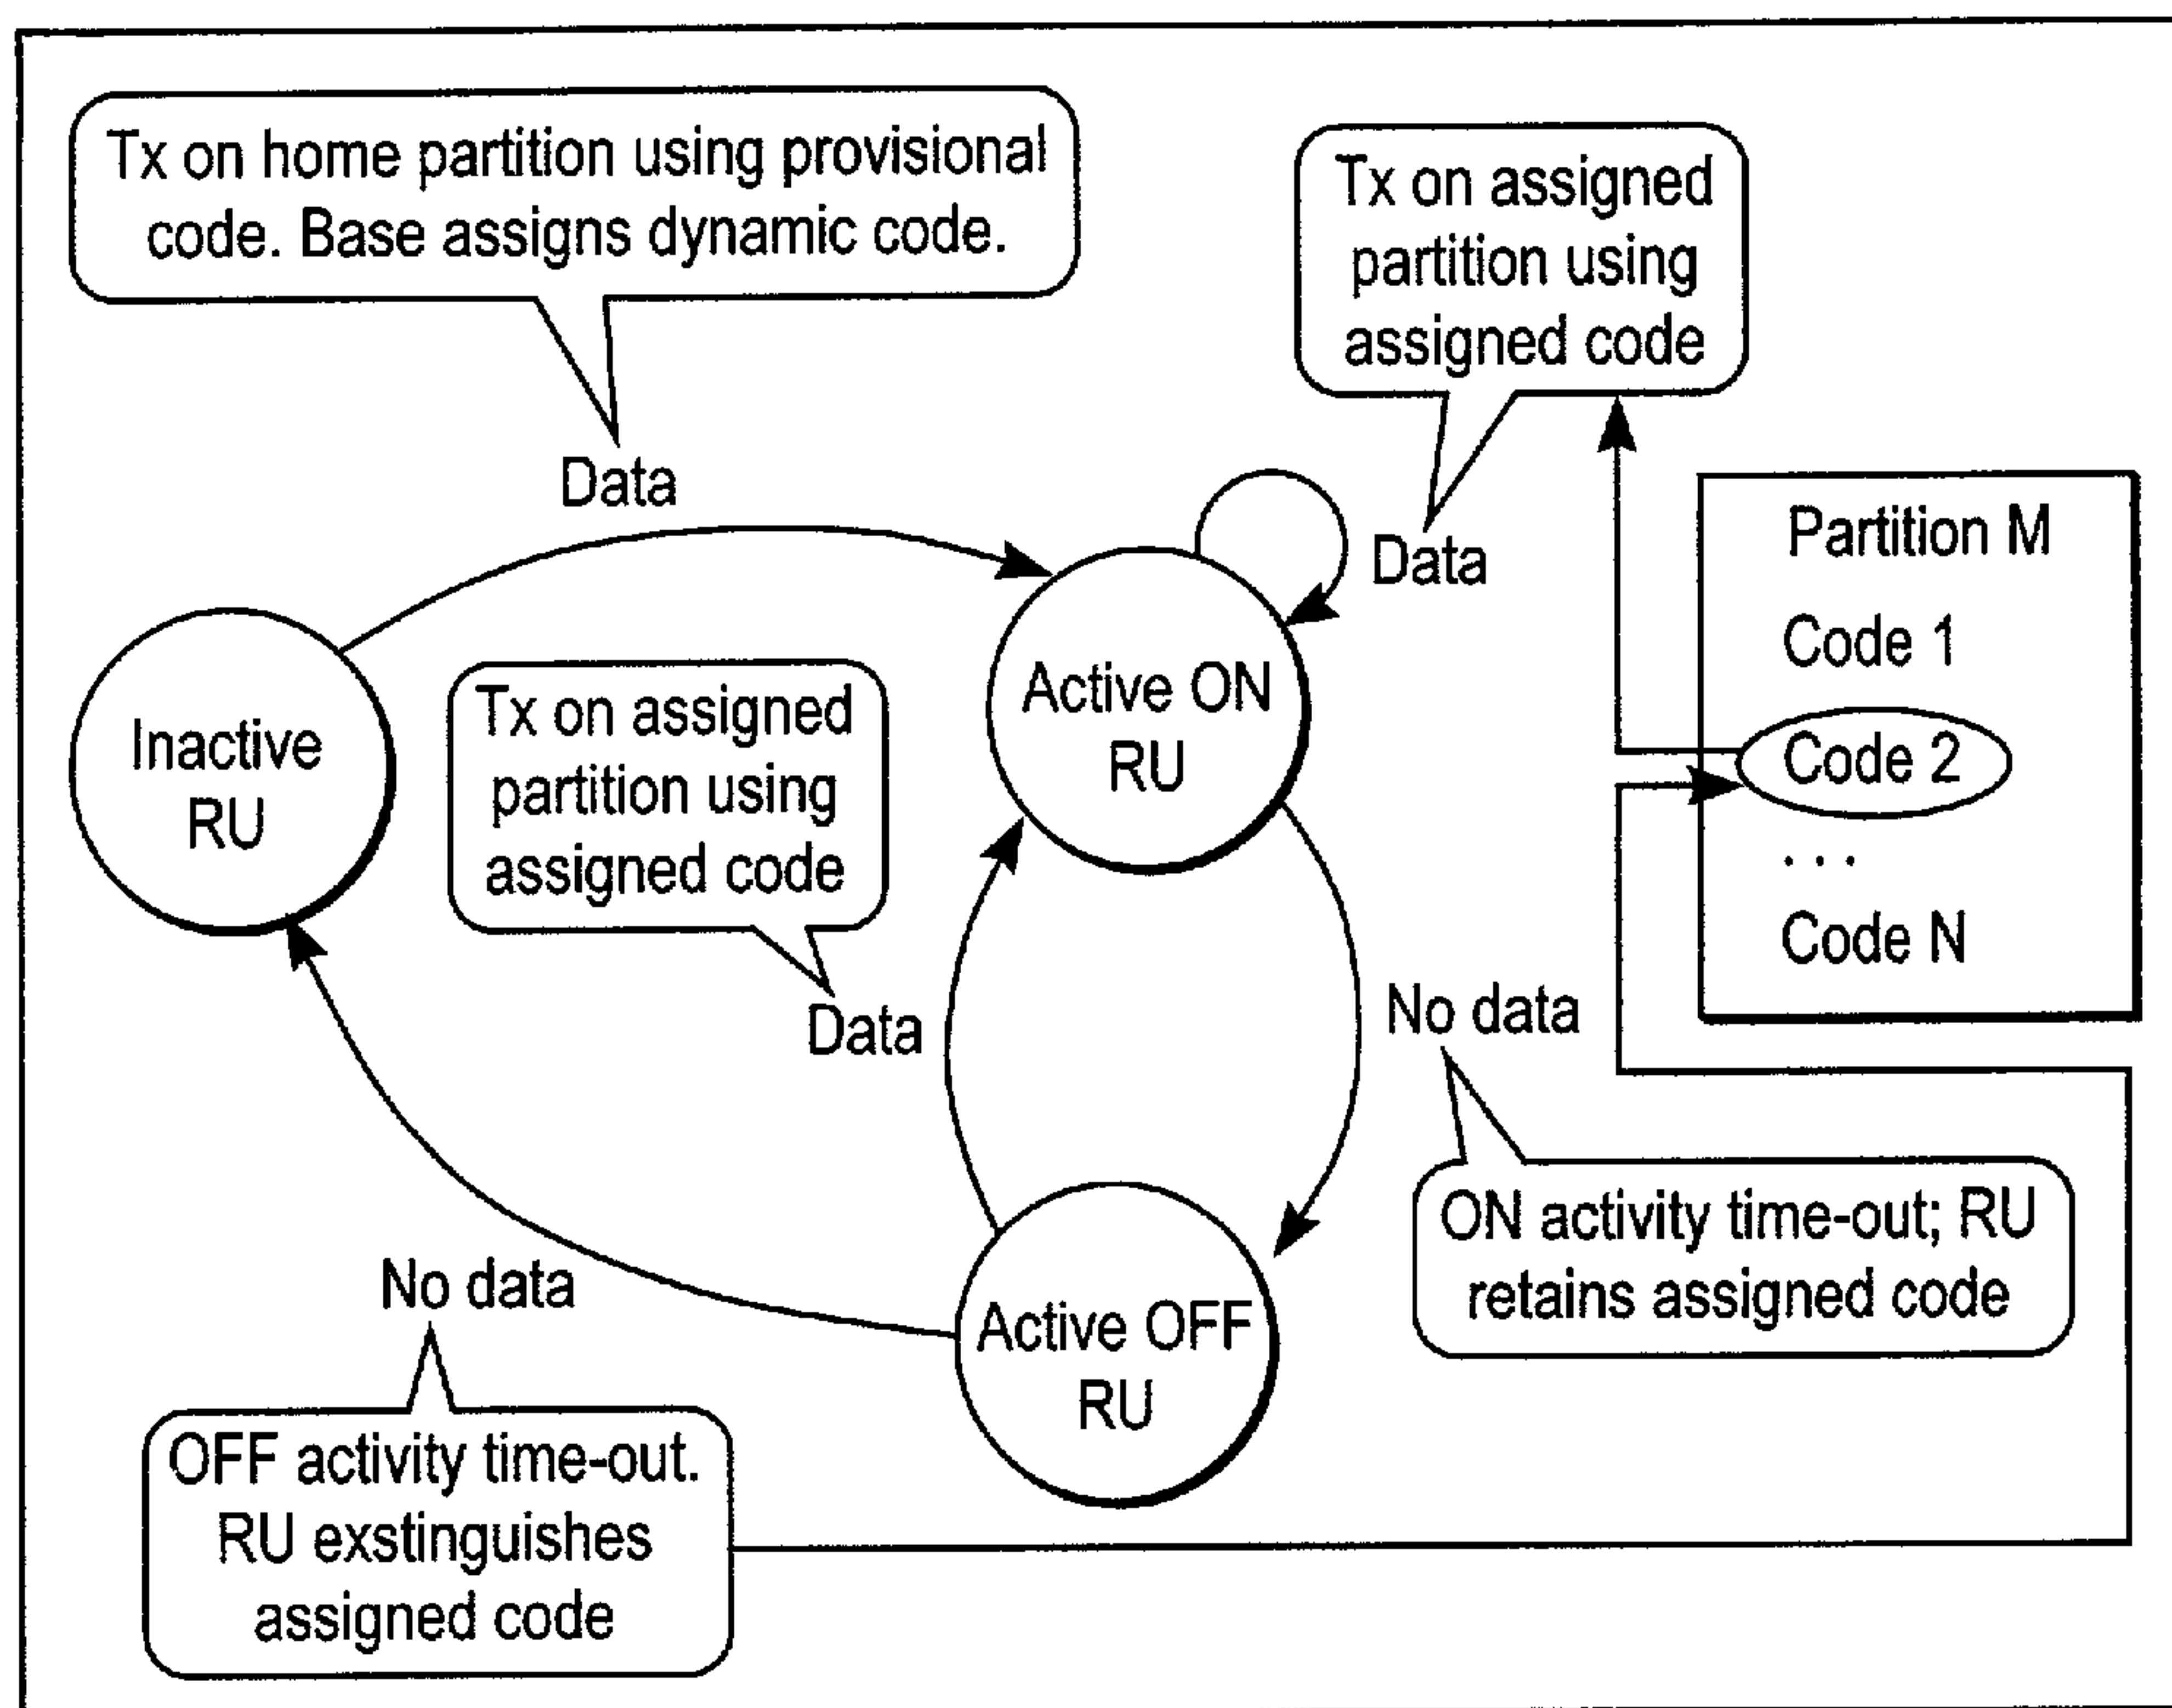 Tx on home partition using provisional
code. Base assigns dynamic code.
Data
Tx on assigned
partition using
assigned code
Data
Partition M
Code 1
Code 2
...
Code N
Inactive
RU
Tx on assigned
partition using
assigned code
Data
Active ON
RU
No data
ON activity time-out; RU
retains assigned code
Active OFF
RU
No data
OFF activity time-out.
RU exstinguishes
assigned code